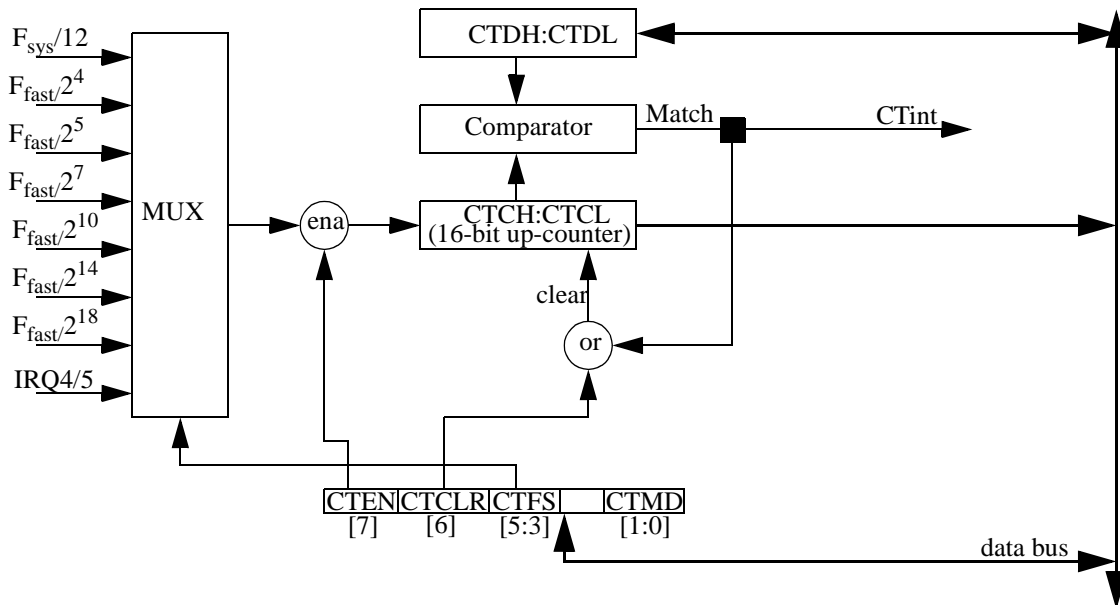 F_sys/12
F_fast/2^4
F_fast/2^5
F_fast/2^7
F_fast/2^10
F_fast/2^14
F_fast/2^18
IRQ4/5
MUX
ena
CTDH:CTDL
Comparator
Match
CTint
CTCH:CTCL
(16-bit up-counter)
clear
or
CTEN CTCLR CTFS CTMD
[7] [6] [5:3] [1:0]
data bus